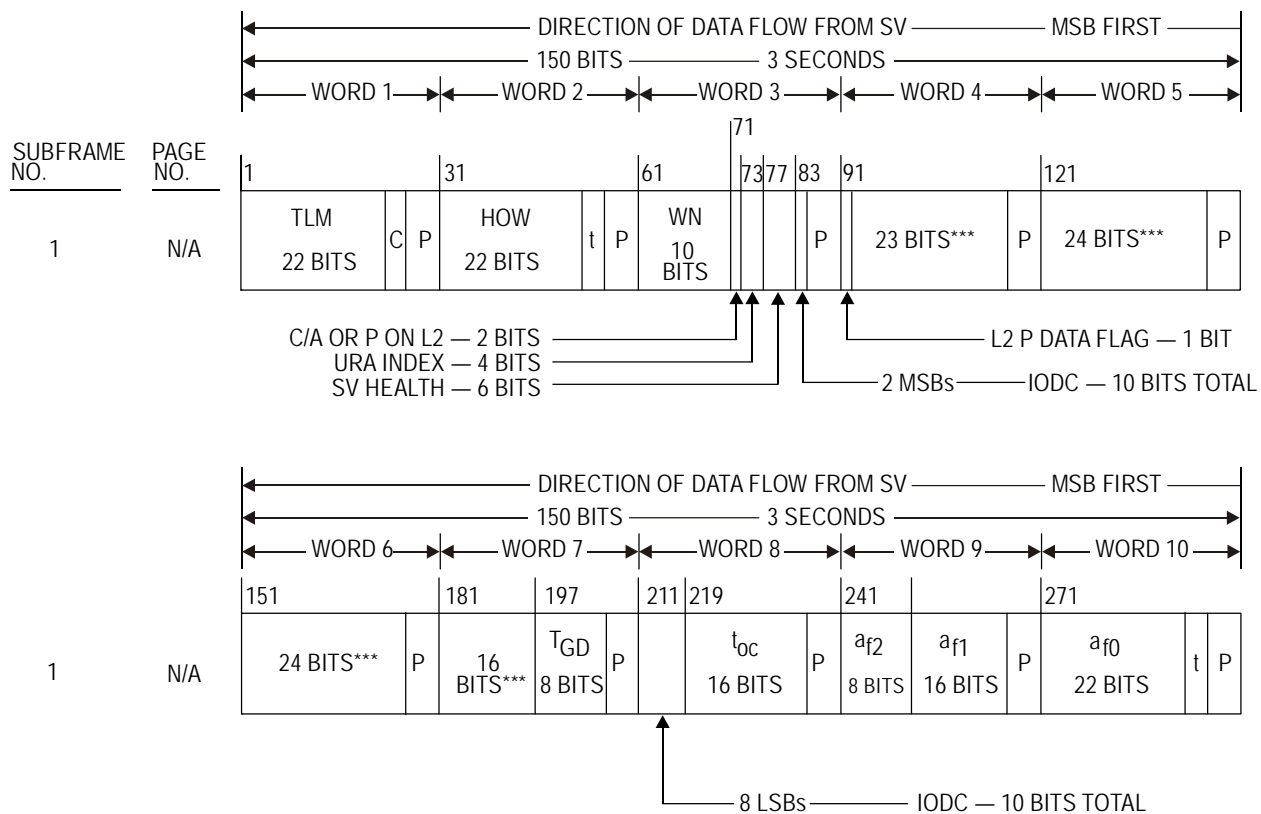 DIRECTION OF DATA FLOW FROM SV MSB FIRST
150 BITS 3 SECONDS
WORD 1 WORD 2 WORD 3 WORD 4 WORD 5
71
SUBFRAME NO. PAGE NO. 1 31 61 73 77 83 91 121
1 N/A
TLM 22 BITS C P HOW 22 BITS t P WN 10 BITS P 23 BITS*** P 24 BITS*** P
C/A OR P ON L2 — 2 BITS
URA INDEX — 4 BITS
SV HEALTH — 6 BITS
L2 P DATA FLAG — 1 BIT
2 MSBs IODC — 10 BITS TOTAL
DIRECTION OF DATA FLOW FROM SV MSB FIRST
150 BITS 3 SECONDS
WORD 6 WORD 7 WORD 8 WORD 9 WORD 10
151 181 197 211 219 241 271
1 N/A
24 BITS*** P 16 BITS*** TGD 8 BITS P toc 16 BITS P af2 8 BITS af1 16 BITS P af0 22 BITS t P
8 LSBs IODC — 10 BITS TOTAL